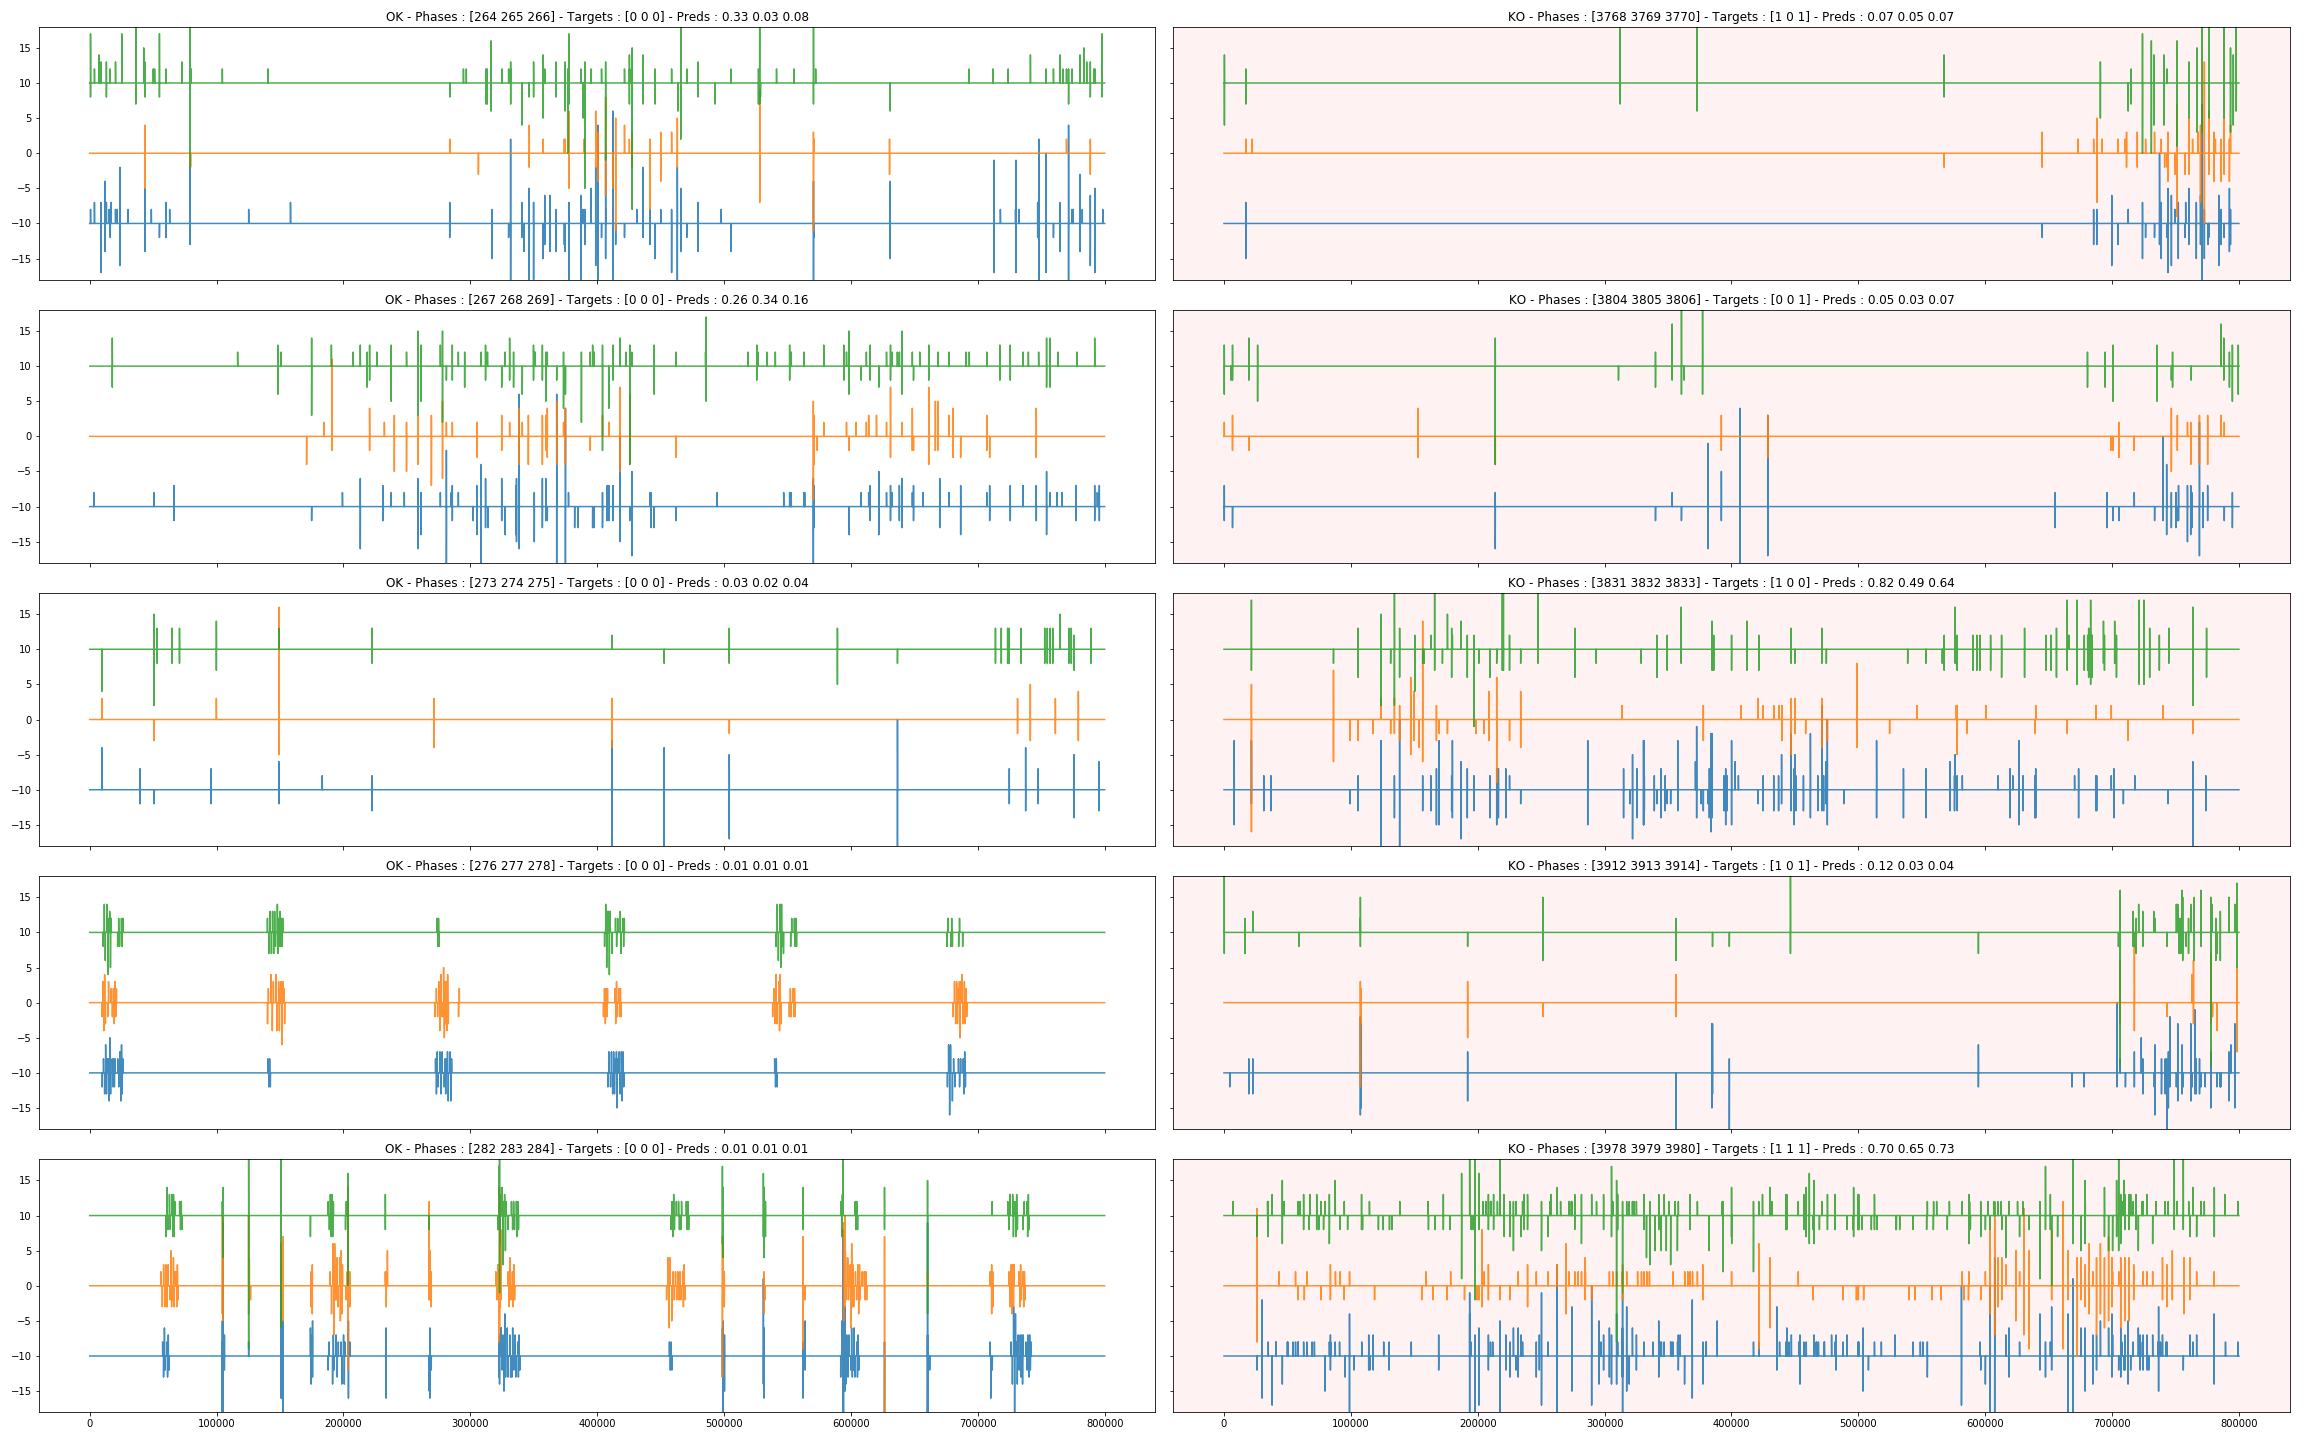 OK - Phases : [264 265 266] - Targets : [0 0 0] - Preds : 0.33 0.03 0.08
15
10
5
0
−5
−10
−15
KO - Phases : [3768 3769 3770] - Targets : [1 0 1] - Preds : 0.07 0.05 0.07
OK - Phases : [267 268 269] - Targets : [0 0 0] - Preds : 0.26 0.34 0.16
15
10
5
0
−5
−10
−15
KO - Phases : [3804 3805 3806] - Targets : [0 0 1] - Preds : 0.05 0.03 0.07
OK - Phases : [273 274 275] - Targets : [0 0 0] - Preds : 0.03 0.02 0.04
15
10
5
0
−5
−10
−15
KO - Phases : [3831 3832 3833] - Targets : [1 0 0] - Preds : 0.82 0.49 0.64
OK - Phases : [276 277 278] - Targets : [0 0 0] - Preds : 0.01 0.01 0.01
15
10
5
0
−5
−10
−15
KO - Phases : [3912 3913 3914] - Targets : [1 0 1] - Preds : 0.12 0.03 0.04
OK - Phases : [282 283 284] - Targets : [0 0 0] - Preds : 0.01 0.01 0.01
15
10
5
0
−5
−10
−15
0 100000 200000 300000 400000 500000 600000 700000 800000
KO - Phases : [3978 3979 3980] - Targets : [1 1 1] - Preds : 0.70 0.65 0.73
0 100000 200000 300000 400000 500000 600000 700000 800000